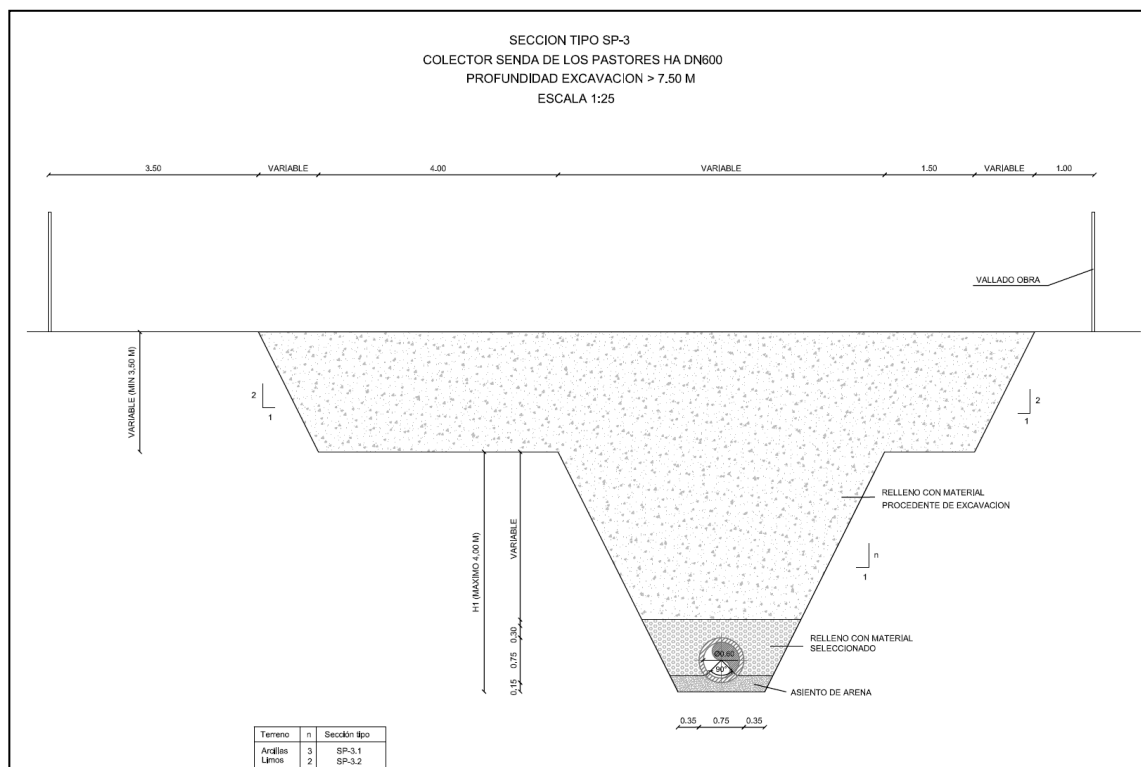 SECCION TIPO SP-3
COLECTOR SENDA DE LOS PASTORES HA DN600
PROFUNDIDAD EXCAVACION > 7.50 M
ESCALA 1:25
3.50 VARIABLE 4.00 VARIABLE 1.50 VARIABLE 1.00
VALLADO OBRA
VARIABLE (MIN 3,50 M)
2
1
2
1
H1 (MAXIMO 4,00 M)
VARIABLE
0,30
0.75
0,15
RELLENO CON MATERIAL
PROCEDENTE DE EXCAVACION
n
1
RELLENO CON MATERIAL
SELECCIONADO
Ø0.60
90°
ASIENTO DE ARENA
0.35 0.75 0.35
Terreno n Sección tipo
Arcillas 3 SP-3.1
Limos 2 SP-3.2